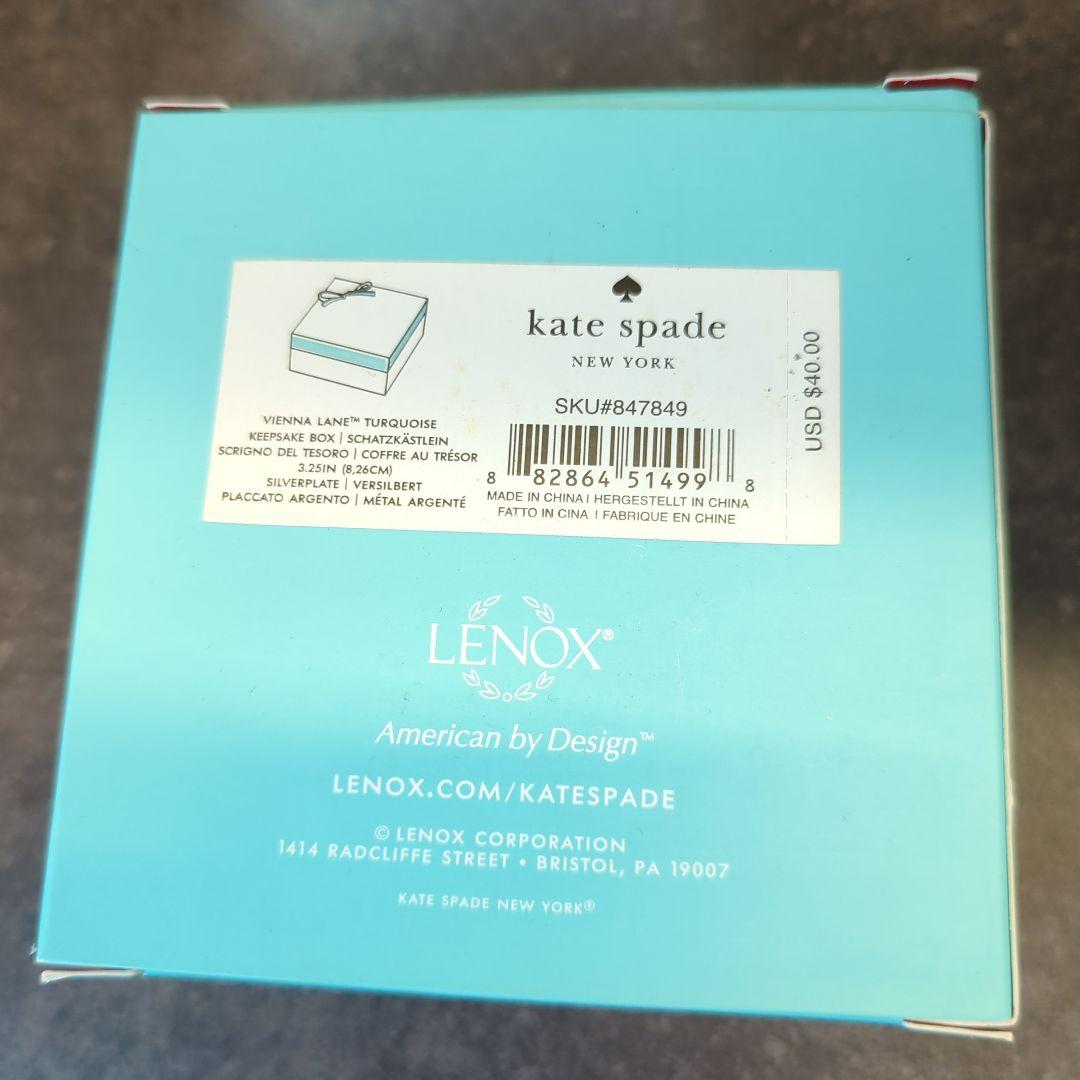 kate spade
NEW YORK
SKU#847849
8 82864 51499 8
MADE IN CHINA I HERGESTELLT IN CHINA
FATTO IN CINA I FABRIQUE EN CHINE
USD $40.00
VIENNA LANE™ TURQUOISE
KEEPSAKE BOX | SCHATZKÄSTLEIN
SCRIGNO DEL TESORO | COFFRE AU TRÉSOR
3.25IN (8,26CM)
SILVERPLATE | VERSILBERT
PLACCATO ARGENTO | MÉTAL ARGENTÉ
LENOX®
American by Design™
LENOX.COM/KATESPADE
© LENOX CORPORATION
1414 RADCLIFFE STREET • BRISTOL, PA 19007
KATE SPADE NEW YORK®